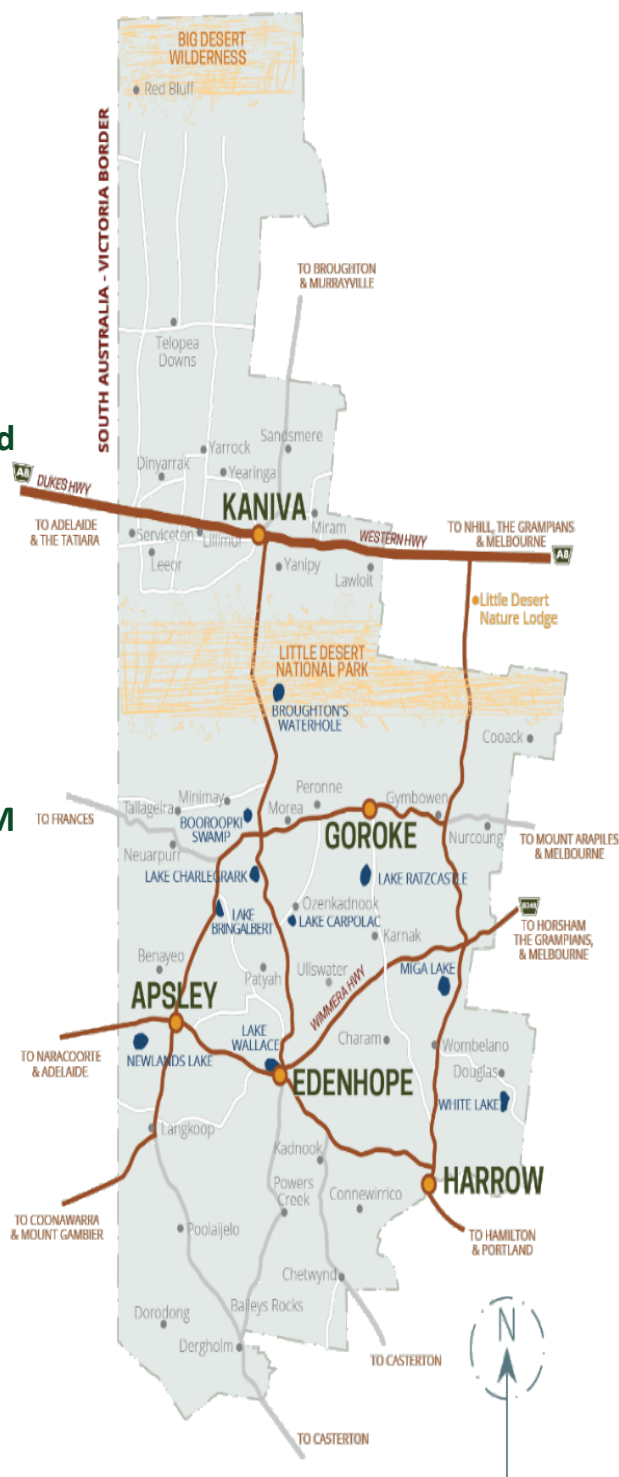 BIG DESERT
WILDERNESS
Red Bluff
SOUTH AUSTRALIA - VICTORIA BORDER
TO BROUGHTON
& MURRAYVILLE
Telopea
Downs
d
Sandsmere
Yarrock
Dinyarrak
Yearinga
A8
DUKES HWY
KANIVA
TO ADELAIDE
& THE TATIARA
Serviceton
Lillimur
Miram
WESTERN HWY
TO NHILL, THE GRAMPIANS
& MELBOURNE
A8
Leeor
Yanipy
Lawloit
Little Desert
Nature Lodge
LITTLE DESERT
NATIONAL PARK
BROUGHTON'S
WATERHOLE
Cooack
Minimay
Peronne
Gymbowen
Tallageira
Morea
M
TO FRANCES
BOOROOPKI
SWAMP
GOROKE
Nurcoung
TO MOUNT ARAPILES
& MELBOURNE
Neuarpurr
LAKE CHARLEGRARK
LAKE RATZCASTLE
LAKE
BRINGALBERT
Ozenkadnook
LAKE CARPOLAC
Karnak
TO HORSHAM
THE GRAMPIANS,
& MELBOURNE
Benayeo
Patyah
Ullswater
WIMMERA HWY
MIGA LAKE
APSLEY
LAKE
WALLACE
Charam
Wombelano
TO NARACOORTE
& ADELAIDE
NEWLANDS LAKE
EDENHOPE
Douglas
WHITE LAKE
Langkoop
Kadnook
HARROW
Powers
Creek
Connewirrico
TO COONAWARRA
& MOUNT GAMBIER
Poolaijelo
TO HAMILTON
& PORTLAND
Chetwynd
Dorodong
Baileys Rocks
Dergholm
N
TO CASTERTON
TO CASTERTON